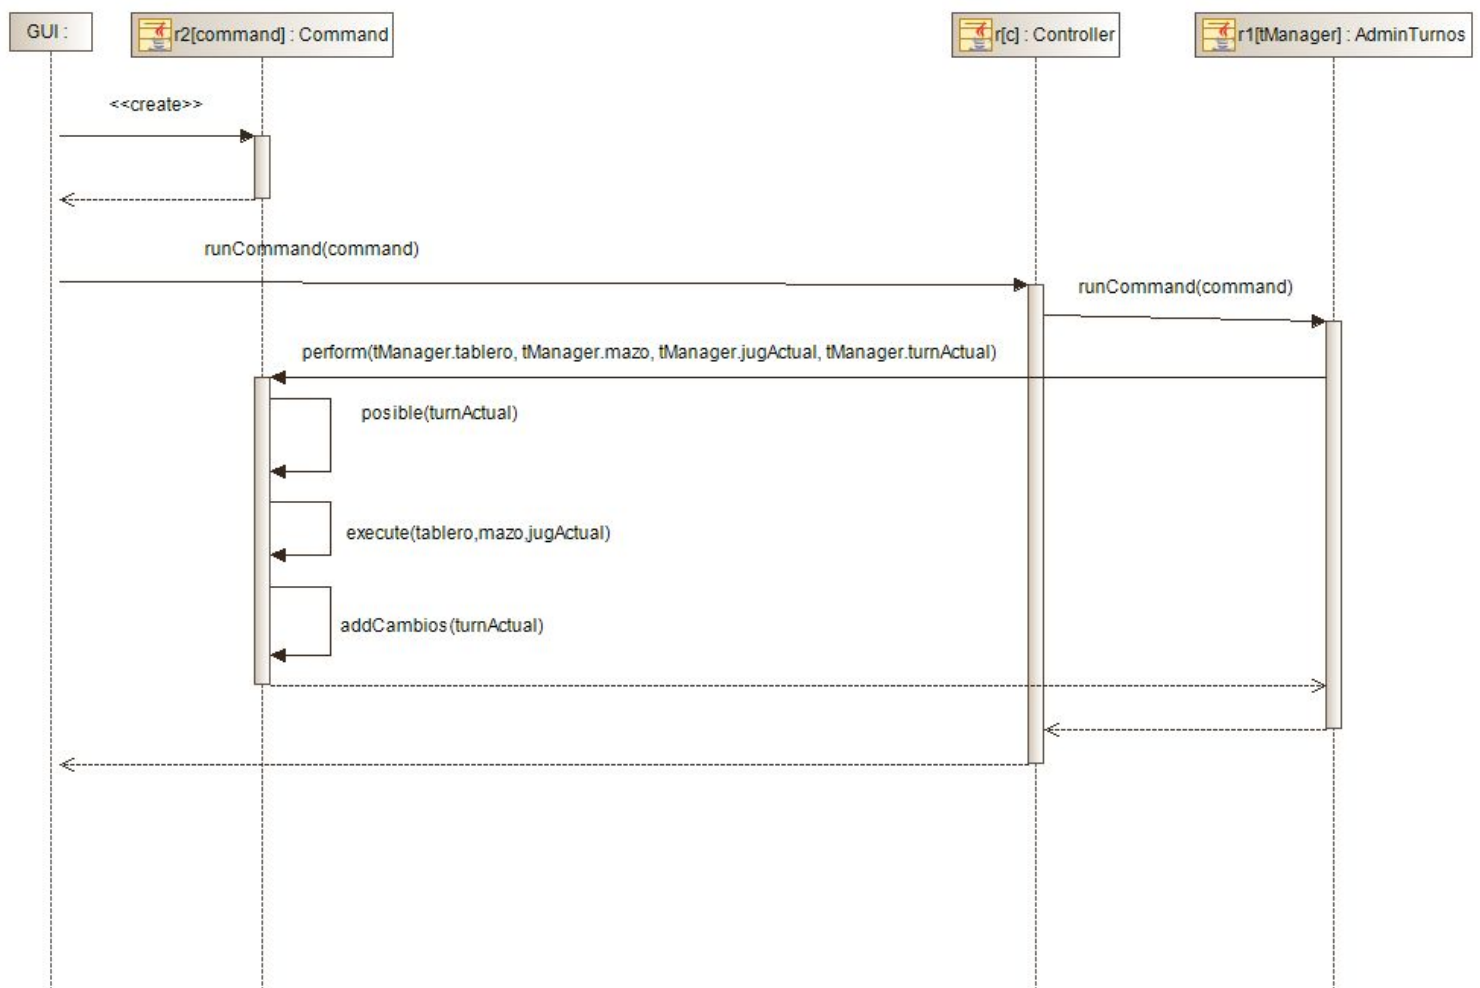 GUI :
r2[command] : Command
r[c] : Controller
r1[tManager] : AdminTurnos
<<create>>
runCommand(command)
runCommand(command)
perform(tManager.tablero, tManager.mazo, tManager.jugActual, tManager.turnActual)
posible(turnActual)
execute(tablero,mazo,jugActual)
addCambios(turnActual)